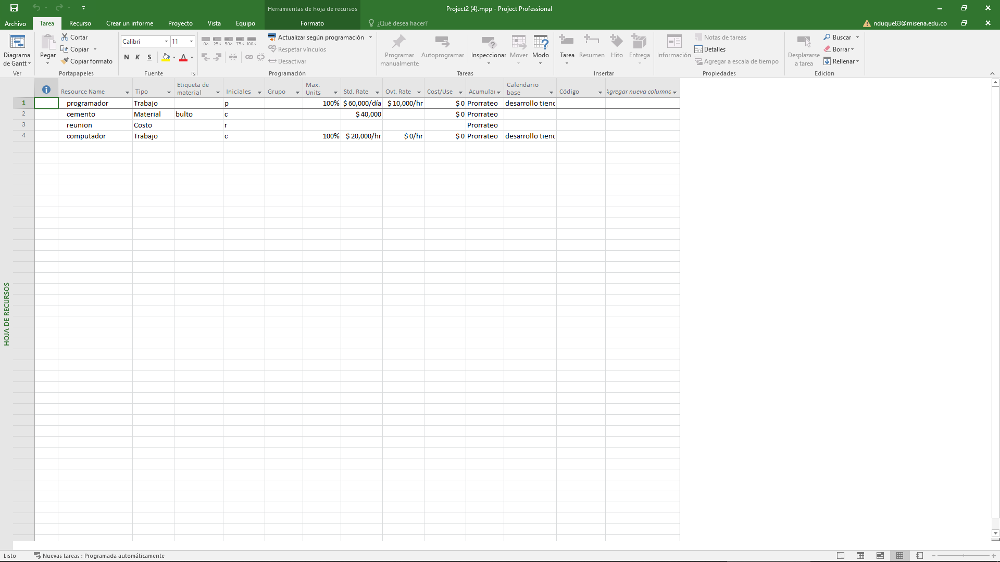 Herramientas de hoja de recursos
Project2 (4).mpp - Project Professional
Archivo Tarea Recurso Crear un informe Proyecto Vista Equipo Formato ¿Qué desea hacer? nduque83@misena.edu.co
Diagrama de Gantt
Ver
Pegar
Cortar
Copiar
Copiar formato
Portapapeles
Calibri 11
N K S
Fuente
0% 25% 50% 75% 100%
Actualizar según programación
Respetar vínculos
Desactivar
Programación
Programar manualmente
Autoprogramar
Inspeccionar
Mover
Modo
Tareas
Tarea
Resumen
Hito
Entrega
Insertar
Información
Notas de tareas
Detalles
Agregar a escala de tiempo
Propiedades
Desplazarse a tarea
Buscar
Borrar
Rellenar
Edición
Resource Name Tipo Etiqueta de material Iniciales Grupo Max. Units Std. Rate Ovt. Rate Cost/Use Acumula Calendario base Código Agregar nueva columna
1 programador Trabajo p 100% $ 60,000/día $ 10,000/hr $ 0 Prorrateo desarrollo tienc
2 cemento Material bulto c $ 40,000 $ 0 Prorrateo
3 reunion Costo r Prorrateo
4 computador Trabajo c 100% $ 20,000/hr $ 0/hr $ 0 Prorrateo desarrollo tienc
HOJA DE RECURSOS
Listo Nuevas tareas : Programada automáticamente